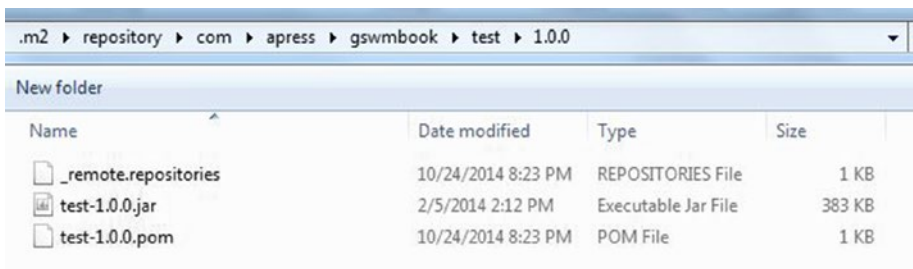 .m2 ▸ repository ▸ com ▸ apress ▸ gswmbook ▸ test ▸ 1.0.0
New folder
Name Date modified Type Size
_remote.repositories 10/24/2014 8:23 PM REPOSITORIES File 1 KB
test-1.0.0.jar 2/5/2014 2:12 PM Executable Jar File 383 KB
test-1.0.0.pom 10/24/2014 8:23 PM POM File 1 KB